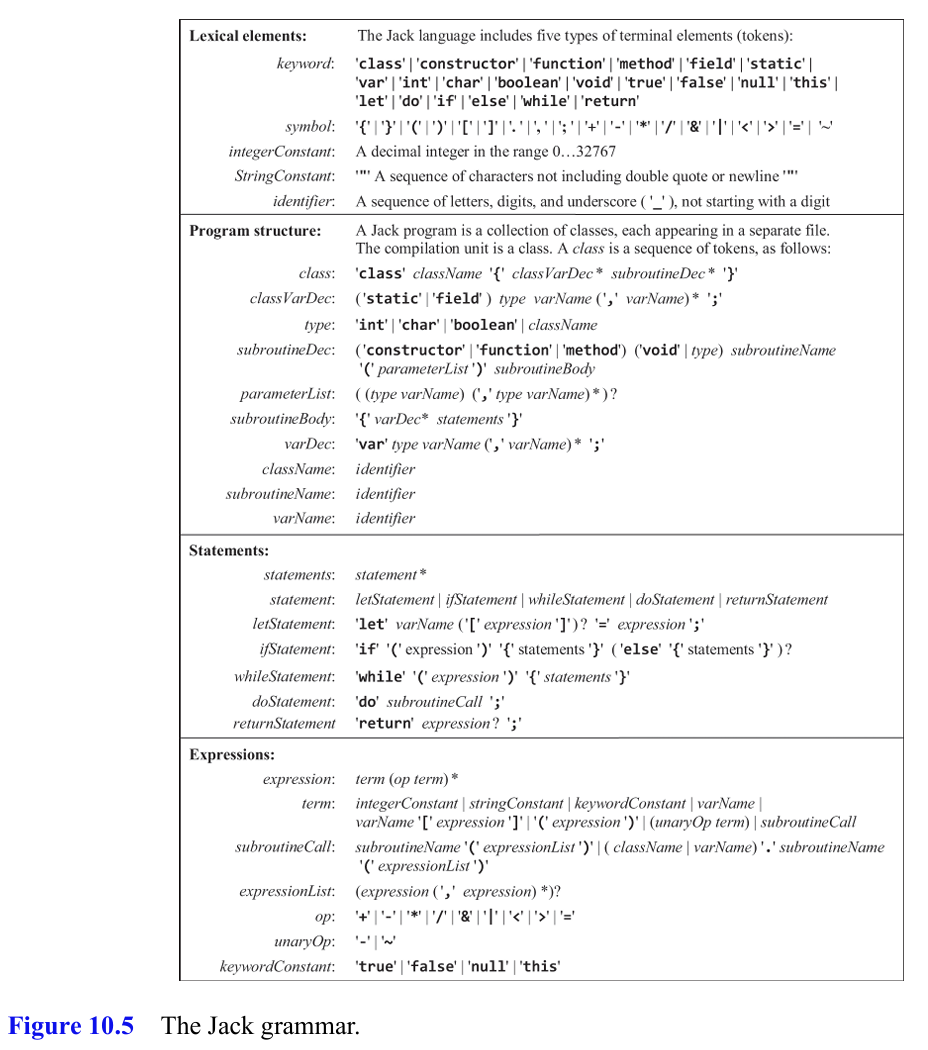 Lexical elements: The Jack language includes five types of terminal elements (tokens):
keyword: 'class'|'constructor'|'function'|'method'|'field'|'static'|
'var'|'int'|'char'|'boolean'|'void'|'true'|'false'|'null'|'this'|
'let'|'do'|'if'|'else'|'while'|'return'
symbol: '{'|'}'|'('|')'|'['|']'|'.'|','|';'|'+'|'-'|'*'|'/'|'&'|'|'|'<'|'>'|'='| '~'
integerConstant: A decimal integer in the range 0...32767
StringConstant: '"' A sequence of characters not including double quote or newline '"'
identifier: A sequence of letters, digits, and underscore ( '_' ), not starting with a digit
Program structure: A Jack program is a collection of classes, each appearing in a separate file.
The compilation unit is a class. A class is a sequence of tokens, as follows:
class: 'class' className '{' classVarDec* subroutineDec* '}'
classVarDec: ('static'|'field') type varName (',' varName)* ';'
type: 'int'|'char'|'boolean'|className
subroutineDec: ('constructor'|'function'|'method') ('void'|type) subroutineName
'(' parameterList ')' subroutineBody
parameterList: ( (type varName) (',' type varName)*)?
subroutineBody: '{' varDec* statements '}'
varDec: 'var' type varName (',' varName)* ';'
className: identifier
subroutineName: identifier
varName: identifier
Statements:
statements: statement*
statement: letStatement | ifStatement | whileStatement | doStatement | returnStatement
letStatement: 'let' varName ('[' expression ']')? '=' expression ';'
ifStatement: 'if' '(' expression ')' '{' statements '}' ( 'else' '{' statements '}' )?
whileStatement: 'while' '(' expression ')' '{' statements '}'
doStatement: 'do' subroutineCall ';'
returnStatement 'return' expression? ';'
Expressions:
expression: term (op term)*
term: integerConstant | stringConstant | keywordConstant | varName |
varName '[' expression ']' | '(' expression ')' | (unaryOp term) | subroutineCall
subroutineCall: subroutineName '(' expressionList ')' | ( className | varName) '.' subroutineName
'(' expressionList ')'
expressionList: (expression (',' expression) *)?
op: '+'|'-'|'*'|'/'|'&'|'|'|'<'|'>'|'='
unaryOp: '-'|'~'
keywordConstant: 'true'|'false'|'null'|'this'
Figure 10.5 The Jack grammar.